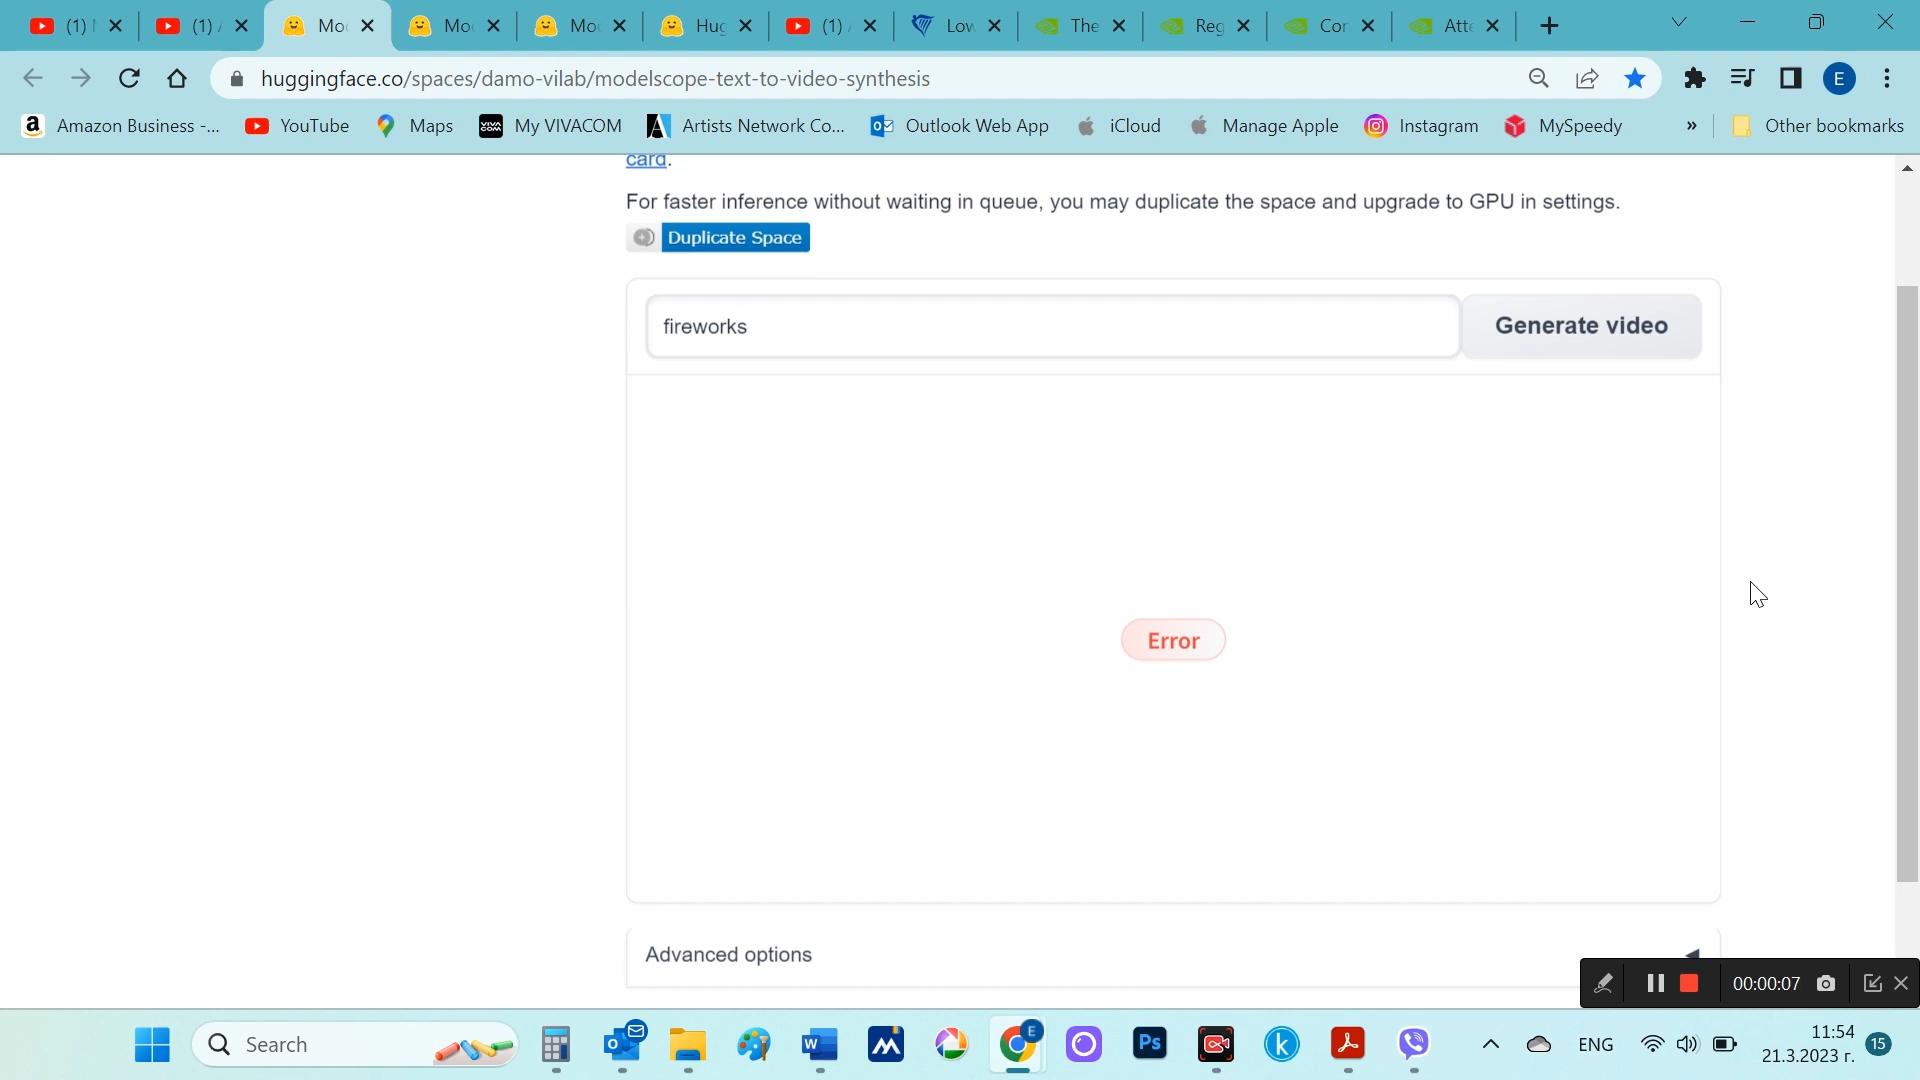 (1)
(1)
Mo
Mo
Mo
Hug
(1)
Low
The
Reg
Cor
Atte
huggingface.co/spaces/damo-vilab/modelscope-text-to-video-synthesis
E
Amazon Business -...
YouTube
Maps
My VIVACOM
Artists Network Co...
Outlook Web App
iCloud
Manage Apple
Instagram
MySpeedy
»
Other bookmarks
card.
For faster inference without waiting in queue, you may duplicate the space and upgrade to GPU in settings.
Duplicate Space
fireworks
Generate video
Error
Advanced options
00:00:07
Search
ENG
11:54
21.3.2023 г.
15